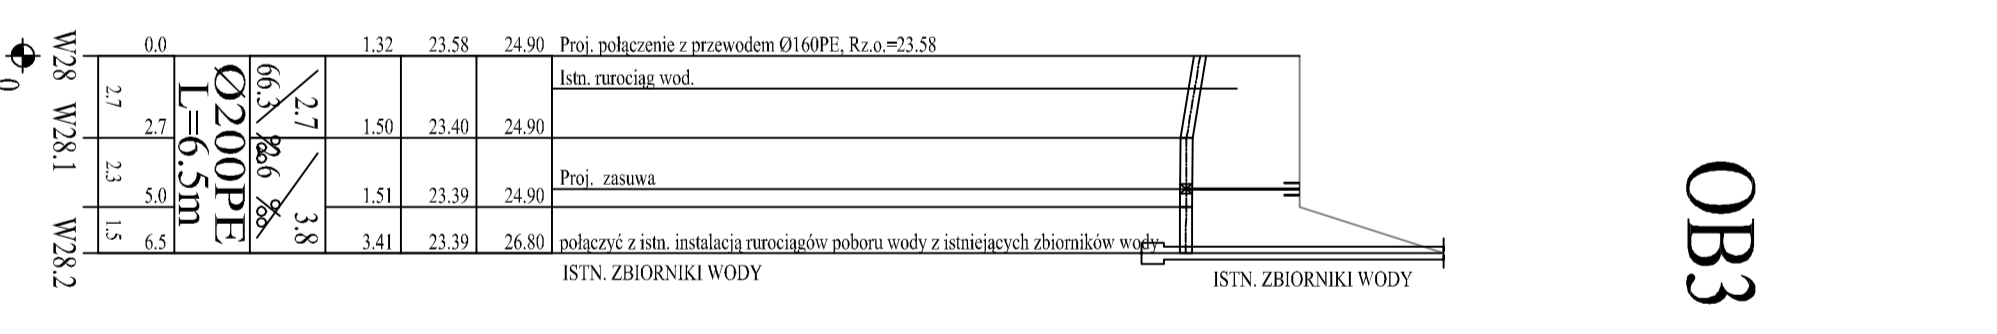 0.0 1.32 23.58 24.90 Proj. połączenie z przewodem Ø160PE, Rz.o.=23.58
Istn. rurociąg wod.
2.7 1.50 23.40 24.90
Proj. zasuwa
5.0 1.51 23.39 24.90
6.5 3.41 23.39 26.80 połączyć z istn. instalacją rurociągów poboru wody z istniejących zbiorników wody
ISTN. ZBIORNIKI WODY
ISTN. ZBIORNIKI WODY
W28 W28.1 W28.2
0
2.7 2.3 1.5
Ø200PE
L=6.5m
2.7 3.8
66.3 ‰ ‰
OB3